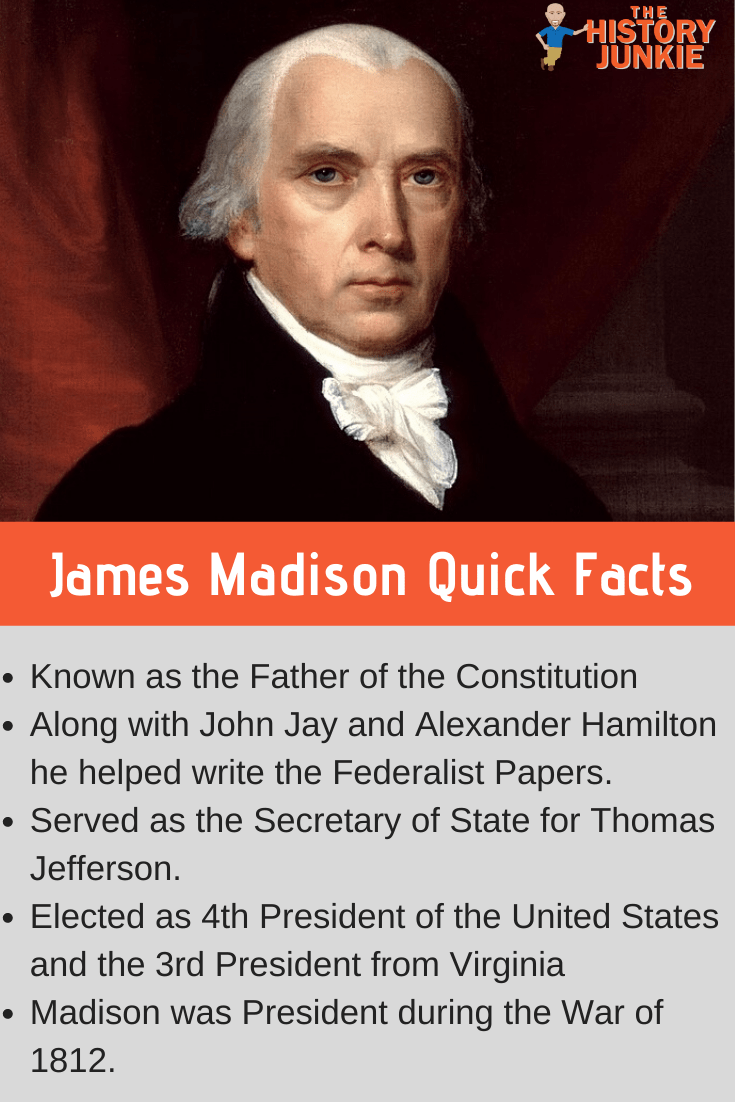 THE
HISTORY
JUNKIE
James Madison Quick Facts
• Known as the Father of the Constitution
• Along with John Jay and Alexander Hamilton
he helped write the Federalist Papers.
• Served as the Secretary of State for Thomas
Jefferson.
• Elected as 4th President of the United States
and the 3rd President from Virginia
• Madison was President during the War of
1812.